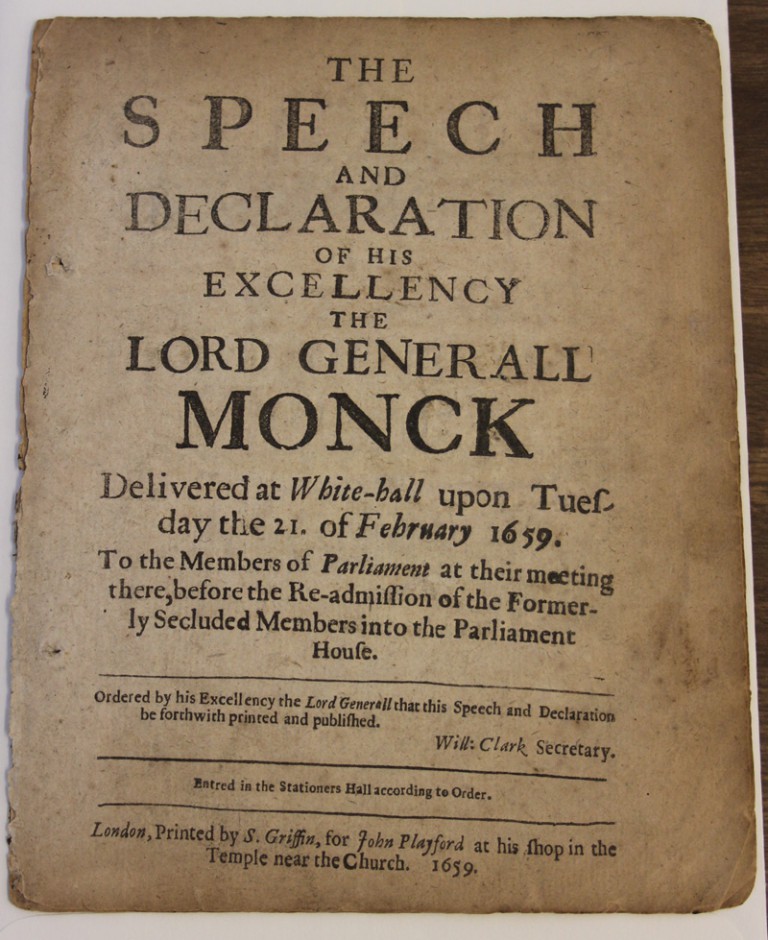 THE
SPEECH
AND
DECLARATION
OF HIS
EXCELLENCY
THE
LORD GENERALL
MONCK
Delivered at White-hall upon Tueſ-
day the 21. of February 1659.
To the Members of Parliament at their meeting
there, before the Re-admiſſion of the Former-
ly Secluded Members into the Parliament
Houſe.
Ordered by his Excellency the Lord Generall that this Speech and Declaration
be forthwith printed and publiſhed.
Will: Clark Secretary.
Entred in the Stationers Hall according to Order.
London, Printed by S. Griffin, for John Playford at his ſhop in the
Temple near the Church. 1659.